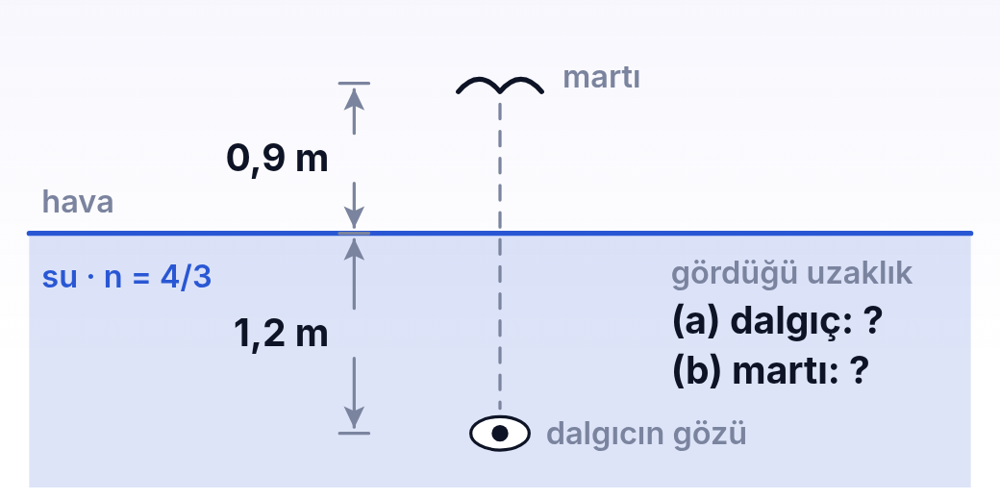 martı
0,9 m
hava
su · n = 4/3
gördüğü uzaklık
(a) dalgıç: ?
1,2 m
(b) martı: ?
dalgıcın gözü